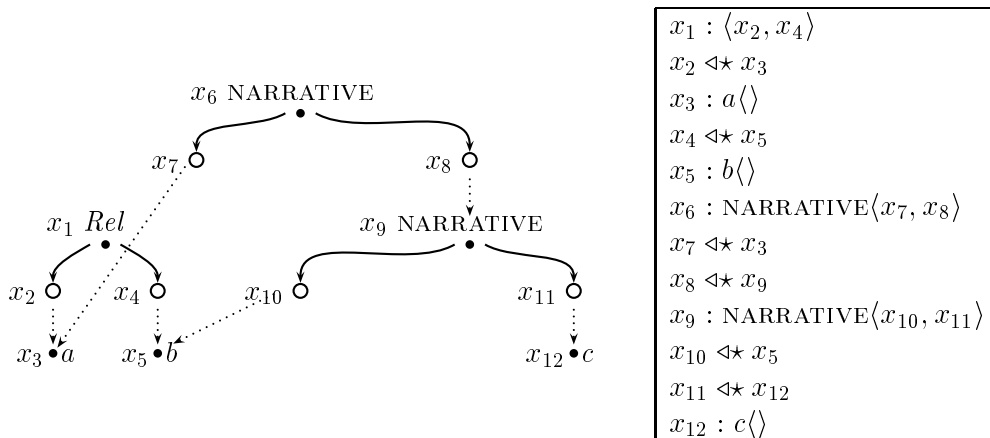 x₆ NARRATIVE
x₇
x₈
x₁ Rel
x₉ NARRATIVE
x₂
x₄
x₁₀
x₁₁
x₃ a
x₅ b
x₁₂ c
x₁ : ⟨x₂, x₄⟩
x₂ ◁⋆ x₃
x₃ : a⟨⟩
x₄ ◁⋆ x₅
x₅ : b⟨⟩
x₆ : NARRATIVE⟨x₇, x₈⟩
x₇ ◁⋆ x₃
x₈ ◁⋆ x₉
x₉ : NARRATIVE⟨x₁₀, x₁₁⟩
x₁₀ ◁⋆ x₅
x₁₁ ◁⋆ x₁₂
x₁₂ : c⟨⟩